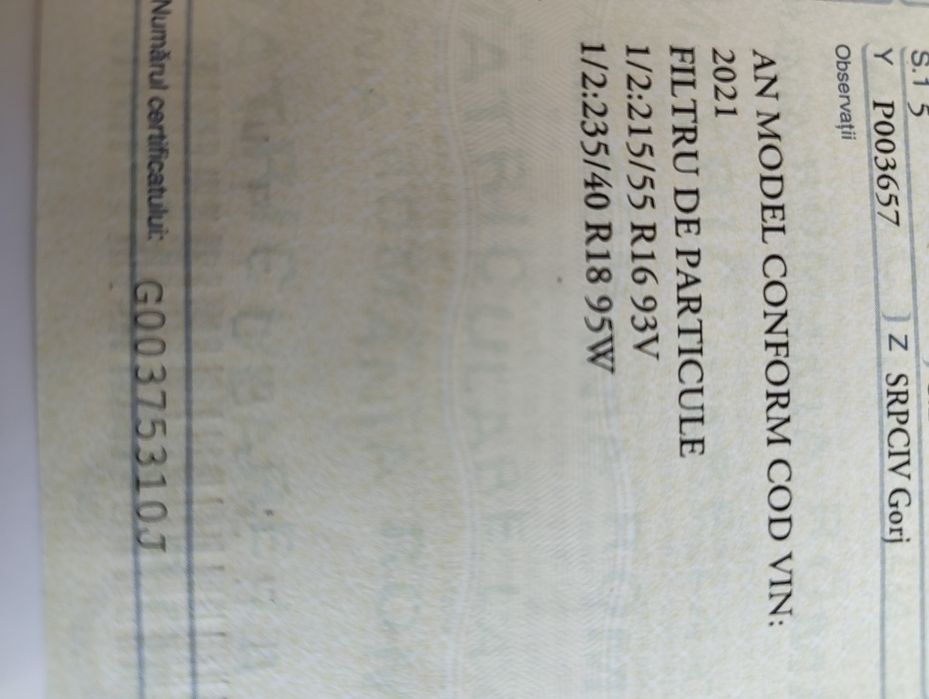 S.1 5
Y P003657 Z SRPCIV Gorj
Observații
AN MODEL CONFORM COD VIN:
2021
FILTRU DE PARTICULE
1/2:215/55 R16 93V
1/2:235/40 R18 95W
Numărul certificatului: G00375310J